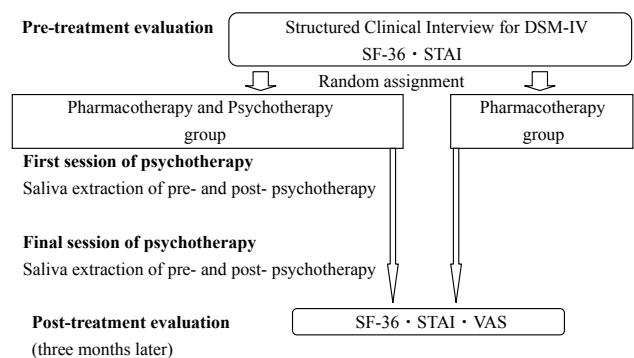 Pre-treatment evaluation
Structured Clinical Interview for DSM-IV
SF-36・STAI
Random assignment
Pharmacotherapy and Psychotherapy
group
Pharmacotherapy
group
First session of psychotherapy
Saliva extraction of pre- and post- psychotherapy
Final session of psychotherapy
Saliva extraction of pre- and post- psychotherapy
Post-treatment evaluation
(three months later)
SF-36・STAI・VAS